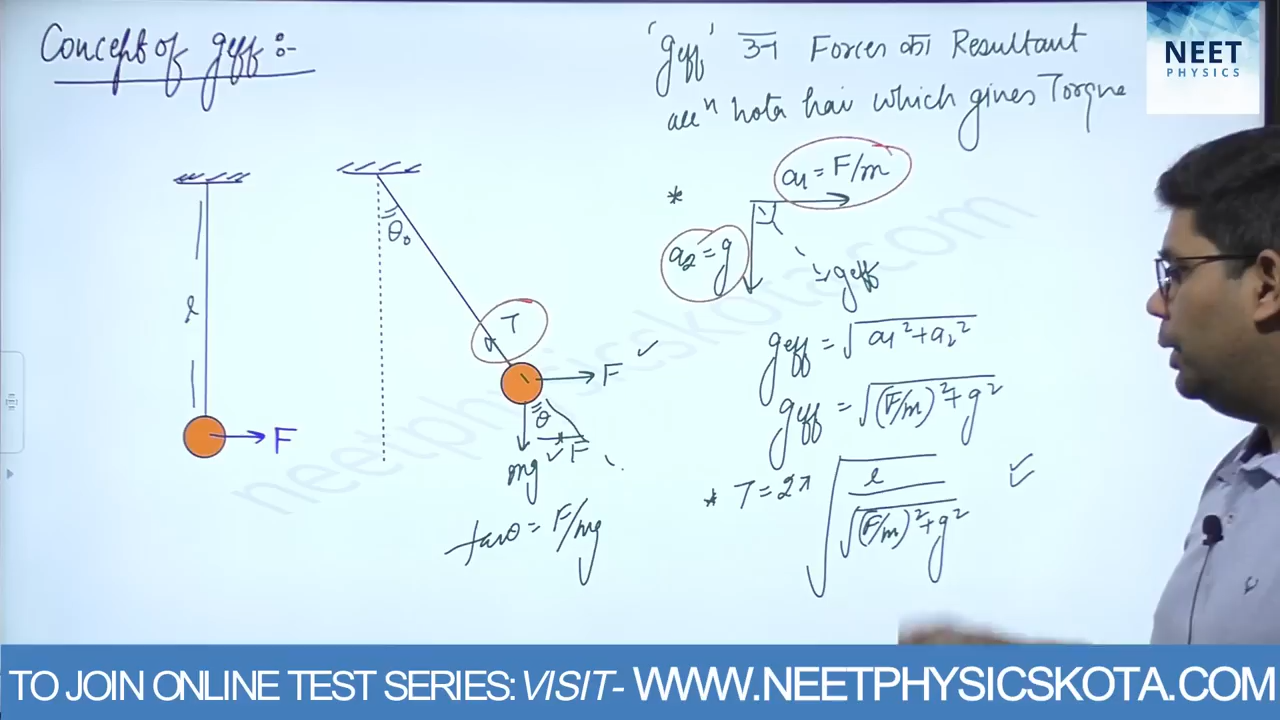 Concept of geff :-
'geff' उन Forces का Resultant
accⁿ hota hai which gives Torque
NEET
PHYSICS
* a₁ = F/m
a₂ = g
geff
θ₀
l
T
F
F
θ
F
mg
tanθ = F/mg
geff = √a₁² + a₂²
geff = √(F/m)² + g²
* T = 2π √l/√(F/m)² + g²
neetphysicskota.com
TO JOIN ONLINE TEST SERIES: VISIT- WWW.NEETPHYSICSKOTA.COM